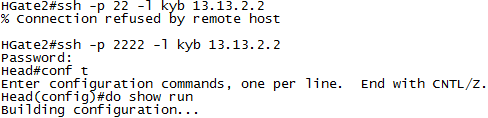 HGate2#ssh -p 22 -l kyb 13.13.2.2
% Connection refused by remote host
HGate2#ssh -p 2222 -l kyb 13.13.2.2
Password:
Head#conf t
Enter configuration commands, one per line.  End with CNTL/Z.
Head(config)#do show run
Building configuration...